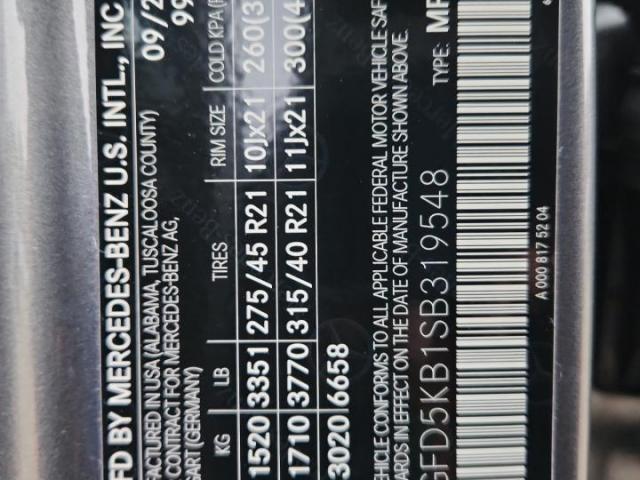 FD BY MERCEDES-BENZ U.S. INTL., INC 09/2
FACTURED IN USA (ALABAMA, TUSCALOOSA COUNTY) 99
CONTRACT FOR MERCEDES-BENZ AG,
GART (GERMANY)
KG LB TIRES RIM SIZE COLD KPA
1520 3351 275/45 R21 10Jx21 260(3
1710 3770 315/40 R21 11Jx21 300(4
3020 6658
VEHICLE CONFORMS TO ALL APPLICABLE FEDERAL MOTOR VEHICLE SAF
ARDS IN EFFECT ON THE DATE OF MANUFACTURE SHOWN ABOVE. TYPE:
GFD5KB1SB319548
A 000 817 52 04